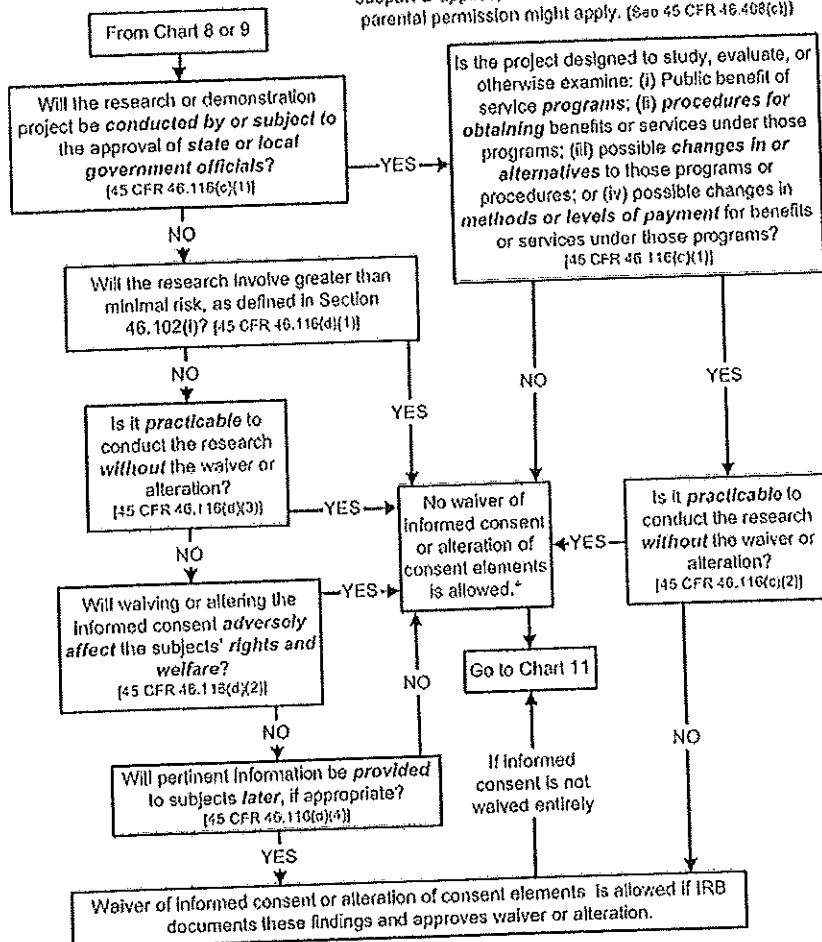 parental permission might apply. (See 45 CFR 46.408(c))
From Chart 8 or 9
Will the research or demonstration
project be conducted by or subject to
the approval of state or local
government officials?
[45 CFR 46.116(c)(1)]
YES
Is the project designed to study, evaluate, or
otherwise examine: (i) Public benefit of
service programs; (ii) procedures for
obtaining benefits or services under those
programs; (iii) possible changes in or
alternatives to those programs or
procedures; or (iv) possible changes in
methods or levels of payment for benefits
or services under those programs?
[45 CFR 46.116(c)(1)]
NO
Will the research involve greater than
minimal risk, as defined in Section
46.102(i)? [45 CFR 46.116(d)(1)]
NO
YES
NO
YES
Is it practicable to
conduct the research
without the waiver or
alteration?
[45 CFR 46.116(d)(3)]
YES
No waiver of
informed consent
or alteration of
consent elements
is allowed.*
YES
Is it practicable to
conduct the research
without the waiver or
alteration?
[45 CFR 46.116(c)(2)]
NO
Will waiving or altering the
informed consent adversely
affect the subjects' rights and
welfare?
[45 CFR 46.116(d)(2)]
YES
NO
Go to Chart 11
NO
NO
Will pertinent information be provided
to subjects later, if appropriate?
[45 CFR 46.116(d)(4)]
If informed
consent is not
waived entirely
YES
Waiver of informed consent or alteration of consent elements is allowed if IRB
documents these findings and approves waiver or alteration.